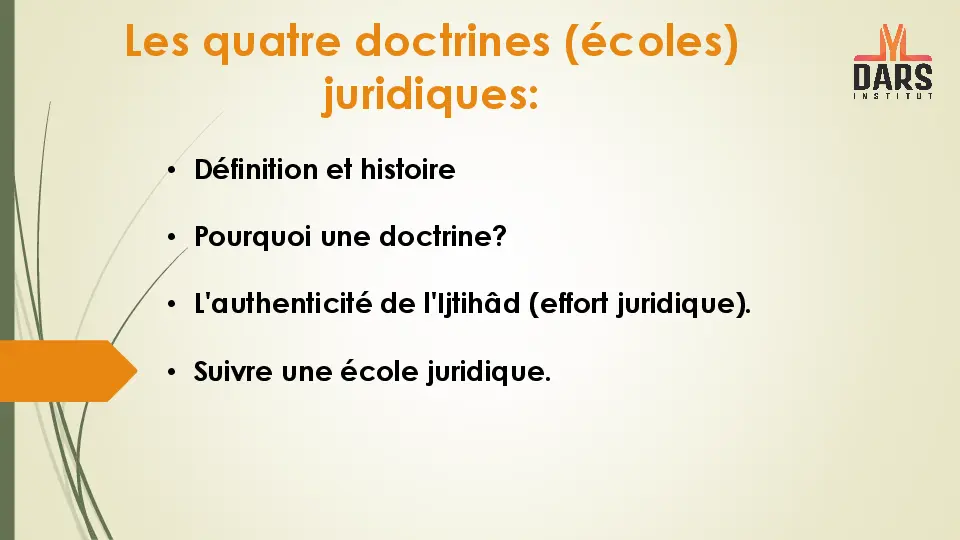 Les quatre doctrines (écoles)
juridiques:
DARS
INSTITUT
• Définition et histoire
• Pourquoi une doctrine?
• L'authenticité de l'Ijtihâd (effort juridique).
• Suivre une école juridique.